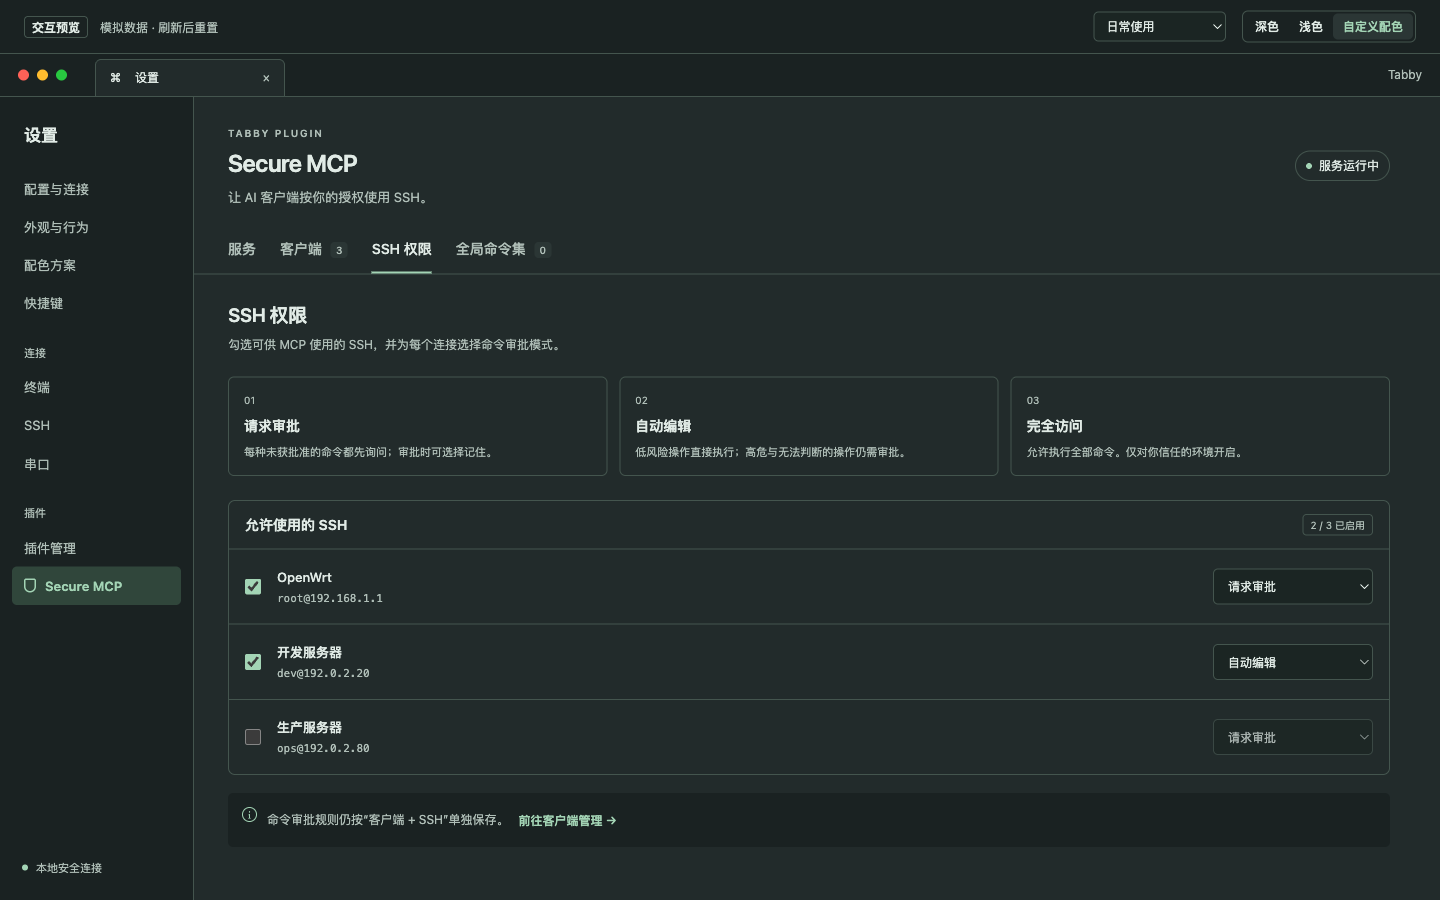 交互预览 模拟数据 · 刷新后重置 日常使用 深色 浅色 自定义配色
⌘ 设置 × Tabby
设置
配置与连接
外观与行为
配色方案
快捷键
连接
终端
SSH
串口
插件
插件管理
Secure MCP
本地安全连接
TABBY PLUGIN
Secure MCP
让 AI 客户端按你的授权使用 SSH。
服务运行中
服务 客户端 3 SSH 权限 全局命令集 0
SSH 权限
勾选可供 MCP 使用的 SSH，并为每个连接选择命令审批模式。
01
请求审批
每种未获批准的命令都先询问；审批时可选择记住。
02
自动编辑
低风险操作直接执行；高危与无法判断的操作仍需审批。
03
完全访问
允许执行全部命令。仅对你信任的环境开启。
允许使用的 SSH 2 / 3 已启用
OpenWrt
root@192.168.1.1
请求审批
开发服务器
dev@192.0.2.20
自动编辑
生产服务器
ops@192.0.2.80
请求审批
命令审批规则仍按“客户端 + SSH”单独保存。 前往客户端管理 →